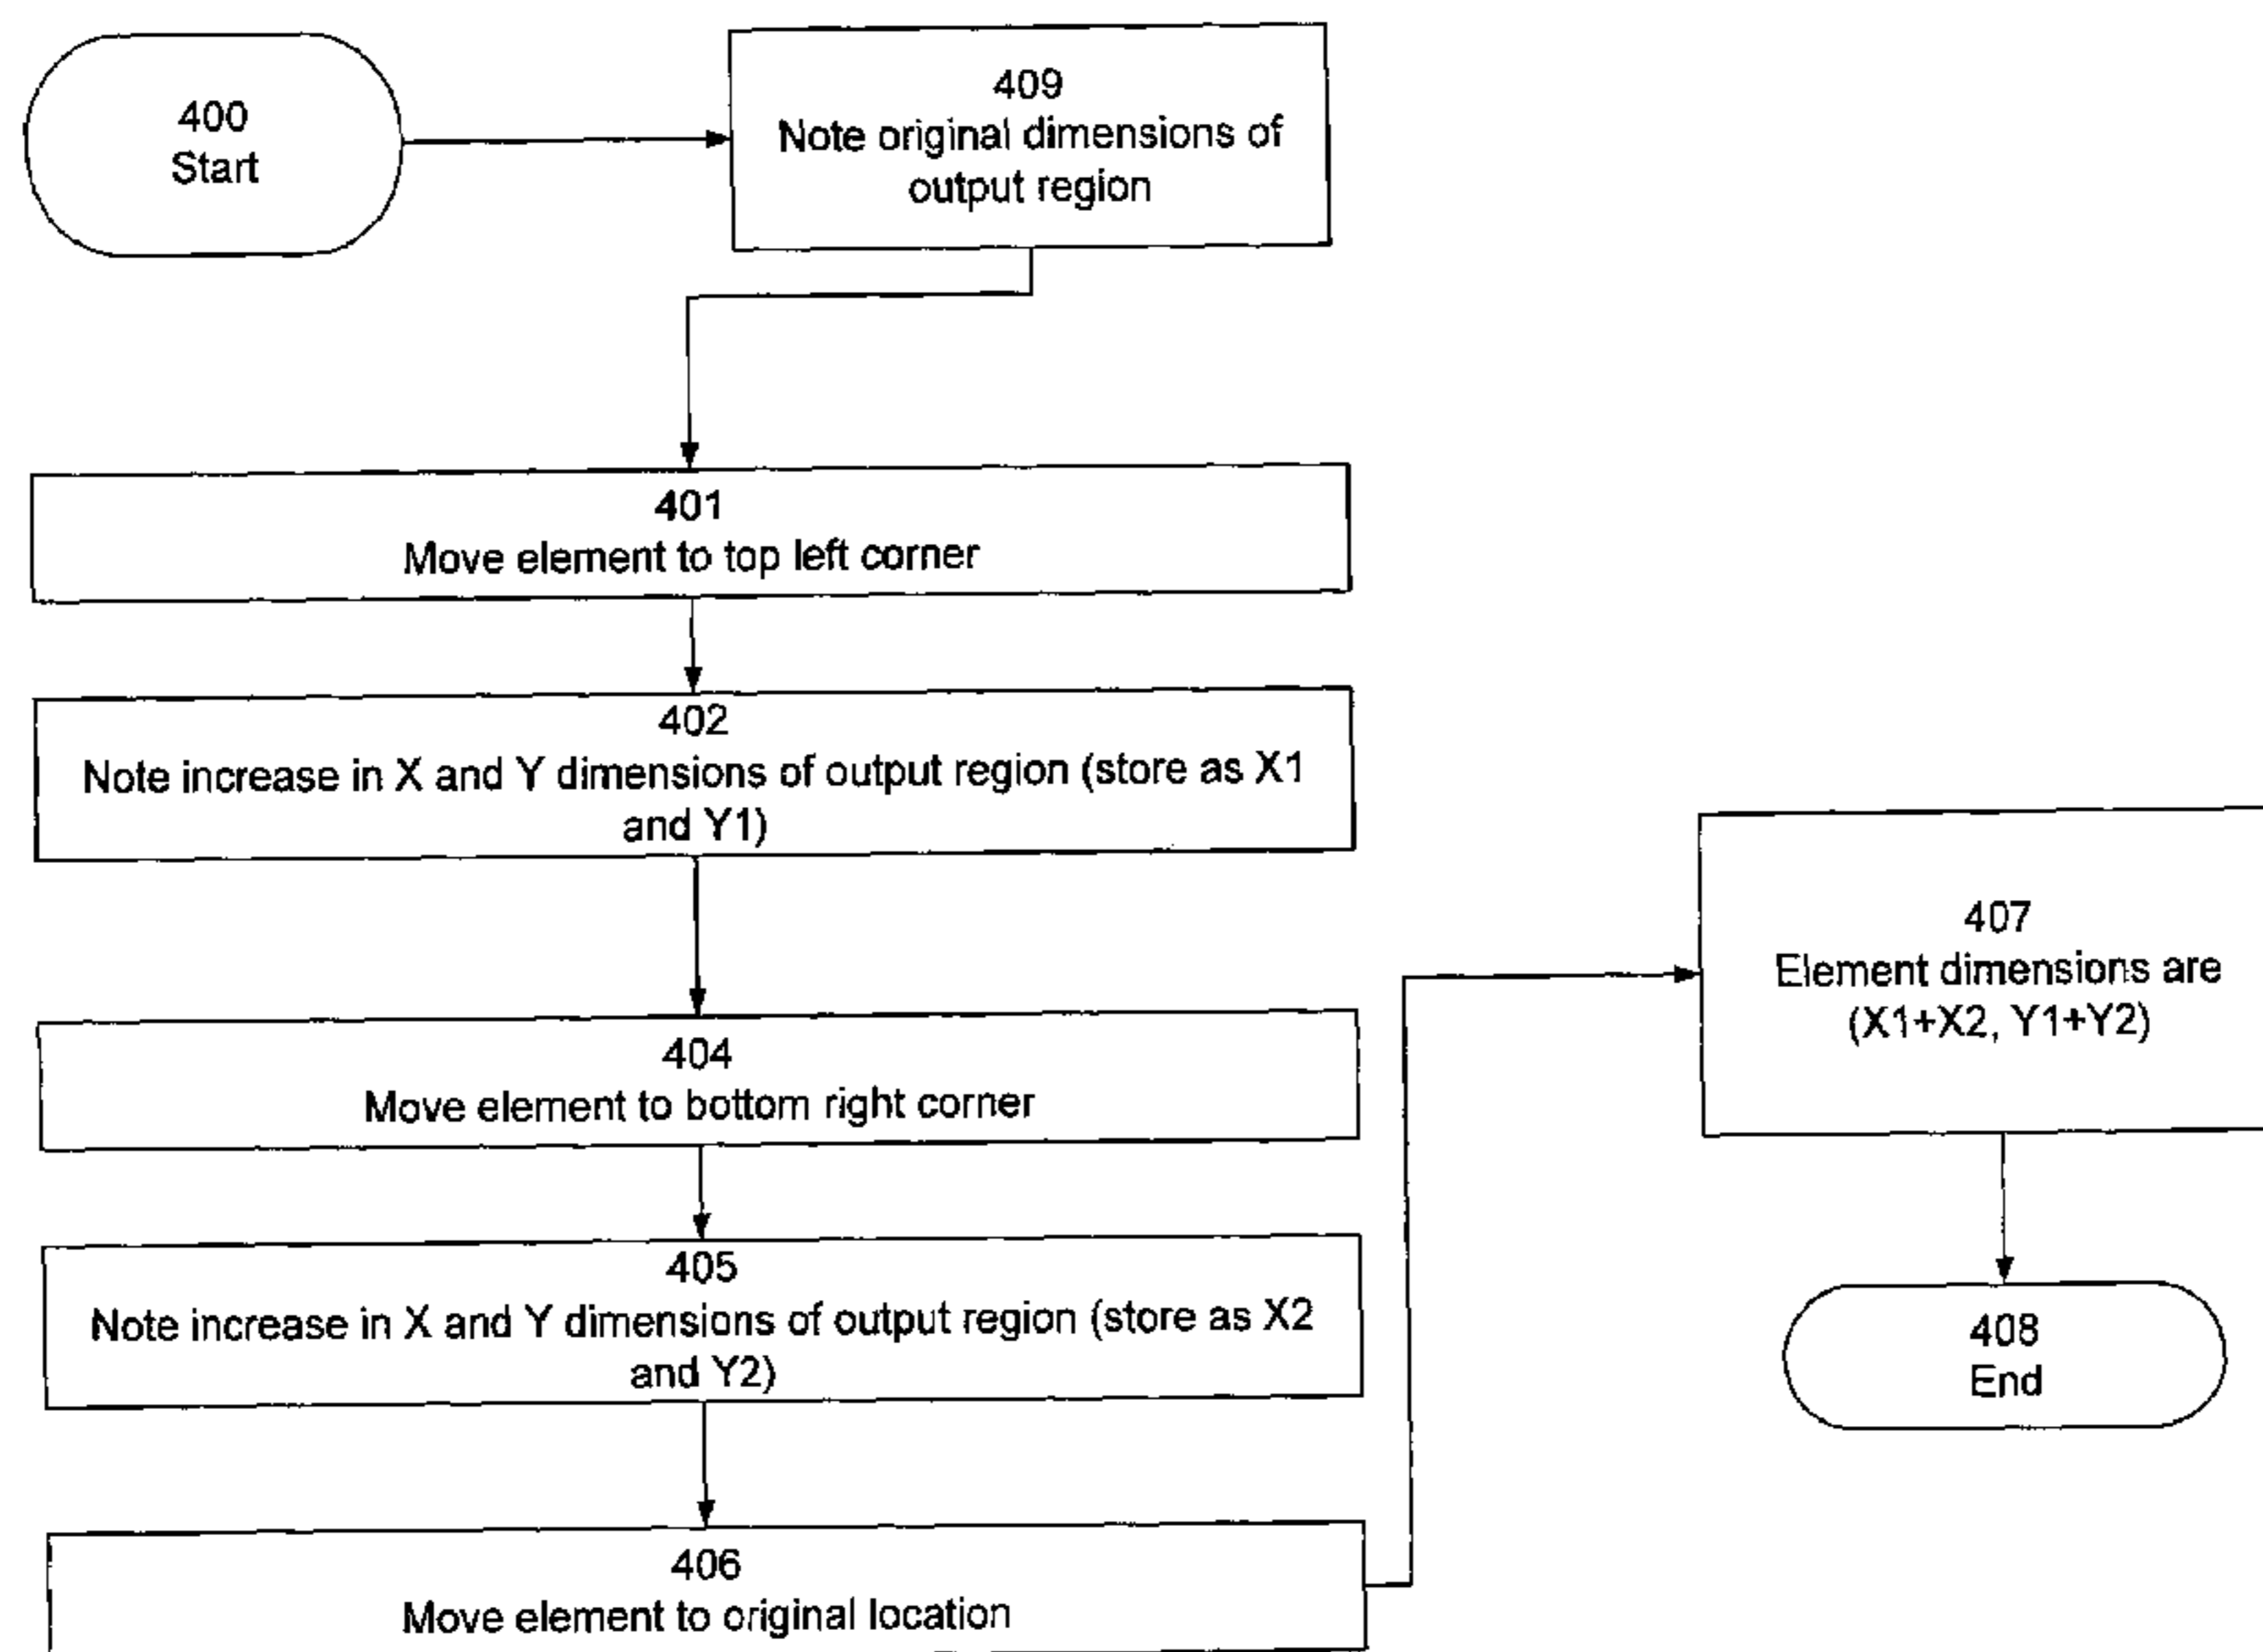 400
Start
409
Note original dimensions of
output region
401
Move element to top left corner
402
Note increase in X and Y dimensions of output region (store as X1
and Y1)
404
Move element to bottom right corner
405
Note increase in X and Y dimensions of output region (store as X2
and Y2)
406
Move element to original location
407
Element dimensions are
(X1+X2, Y1+Y2)
408
End